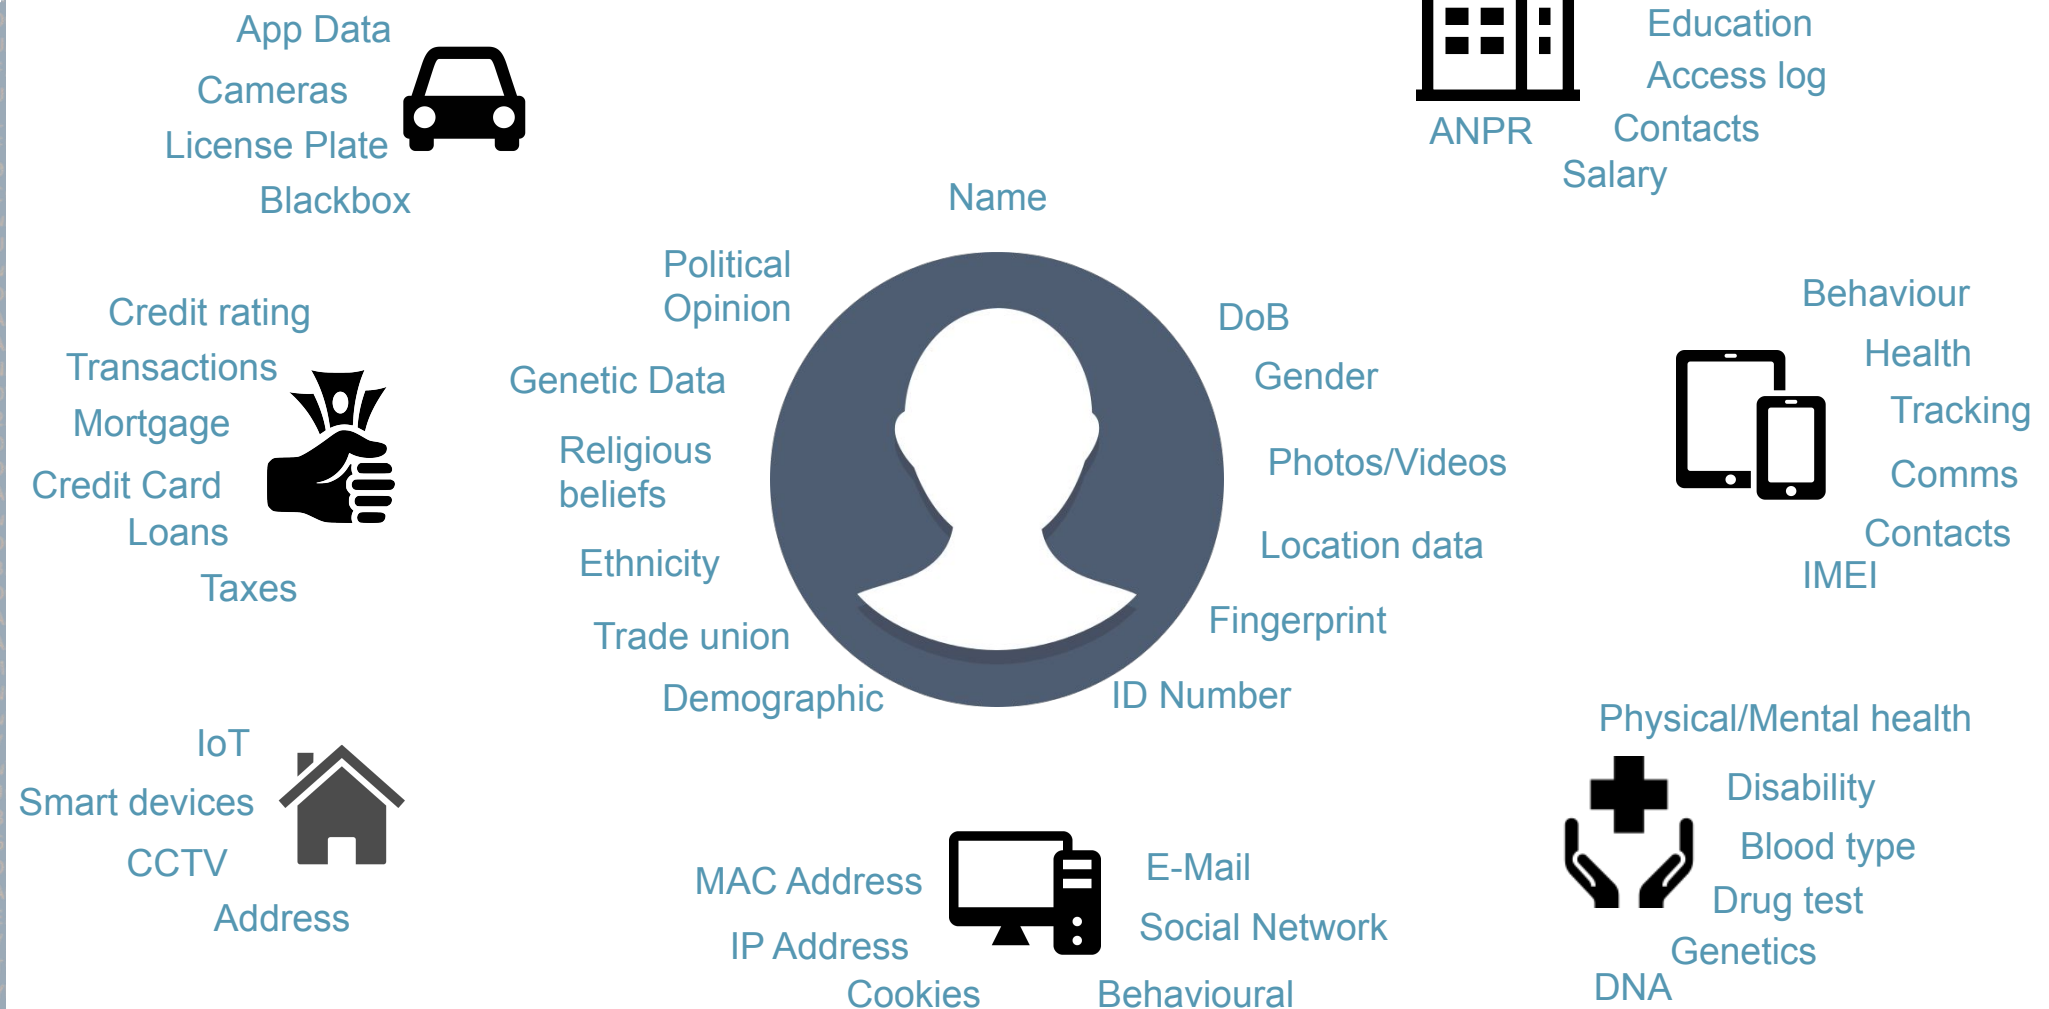 App Data
Cameras
License Plate
Blackbox
Education
Access log
ANPR
Contacts
Salary
Name
Political
Opinion
Genetic Data
Religious
beliefs
Ethnicity
Trade union
Demographic
DoB
Gender
Photos/Videos
Location data
Fingerprint
ID Number
Credit rating
Transactions
Mortgage
Credit Card
Loans
Taxes
Behaviour
Health
Tracking
Comms
Contacts
IMEI
IoT
Smart devices
CCTV
Address
MAC Address
IP Address
Cookies
E-Mail
Social Network
Behavioural
Physical/Mental health
Disability
Blood type
Drug test
Genetics
DNA